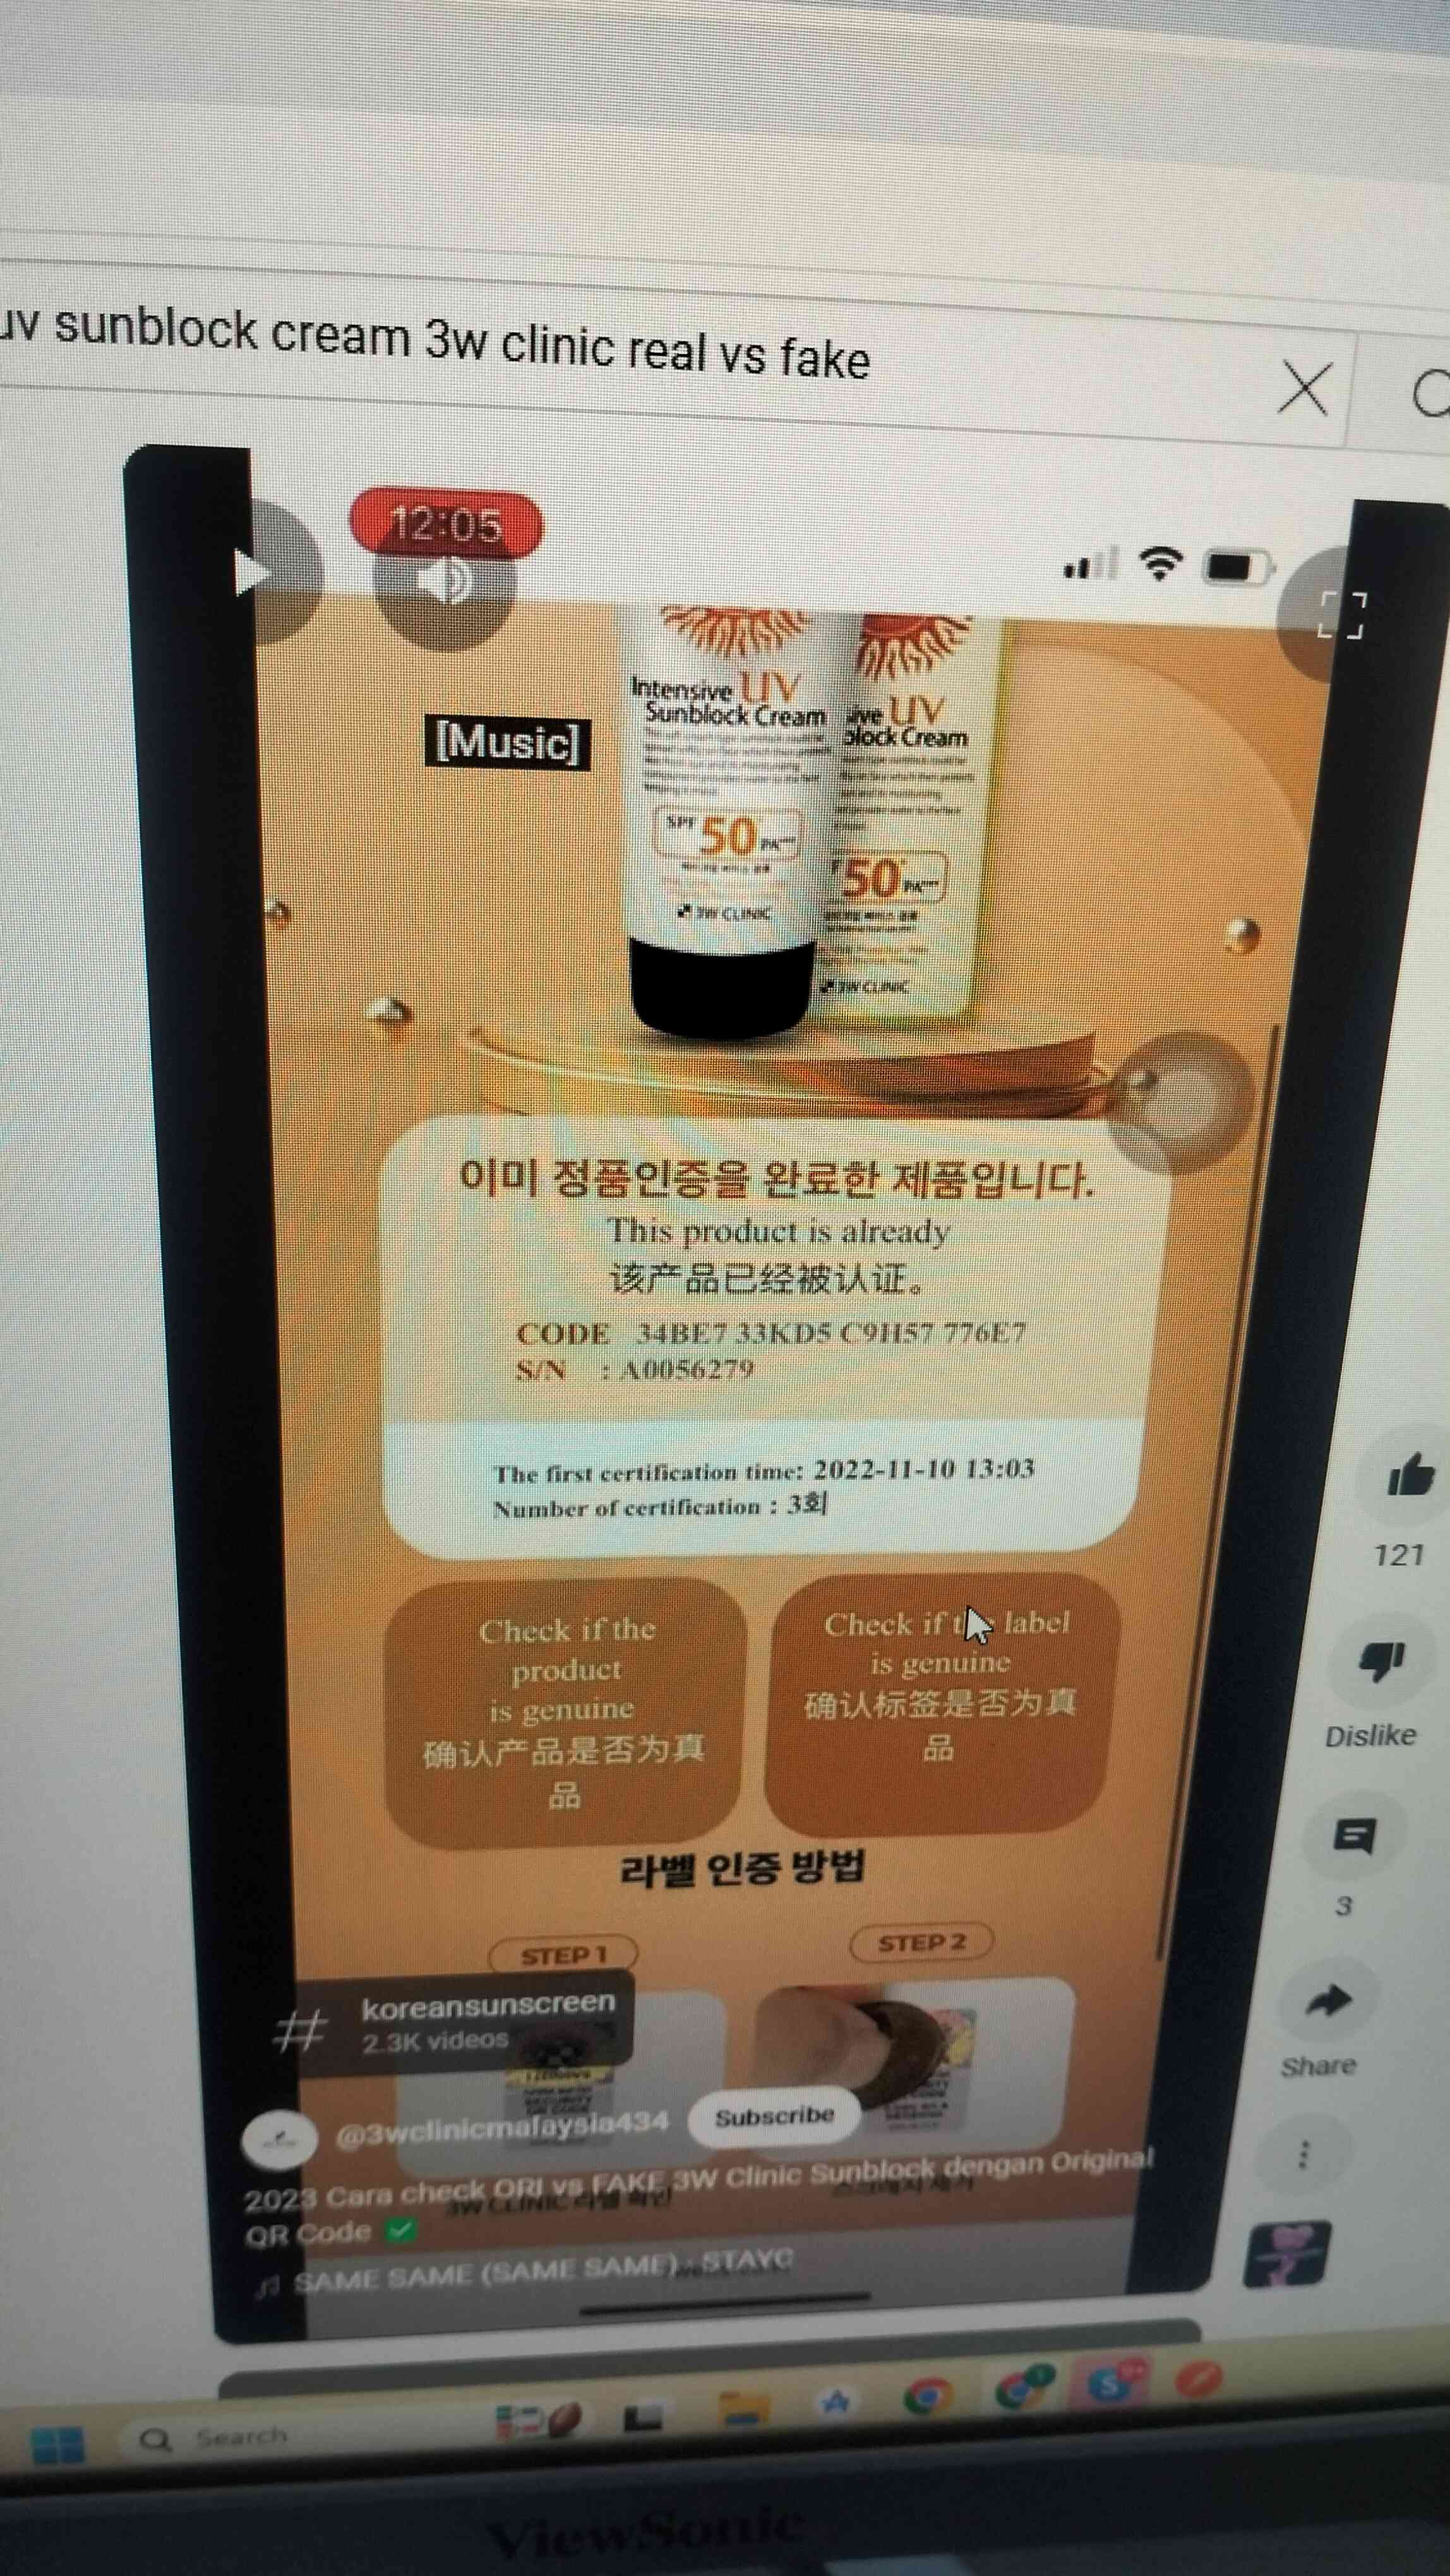 uv sunblock cream 3w clinic real vs fake
12:05
[Music]
Intensive UV
Sunblock Cream
SPF 50 PA
3W CLINIC
ive UV
block Cream
50 PA
3W CLINIC
이미 정품인증을 완료한 제품입니다.
This product is already
该产品已经被认证。
CODE 34BE7 33KD5 C9H57 776E7
S/N : A0056279
The first certification time: 2022-11-10 13:03
Number of certification : 3회
Check if the
product
is genuine
确认产品是否为真
品
Check if the label
is genuine
确认标签是否为真
品
라벨 인증 방법
STEP 1
STEP 2
koreansunscreen
2.3K videos
@3wclinicmalaysia434
Subscribe
2023 Cara check ORI vs FAKE 3W Clinic Sunblock dengan Original
QR Code
3W CLINIC 라벨 확인
SAME SAME (SAME SAME) · STAYC
121
Dislike
3
Share
Search
ViewSonic